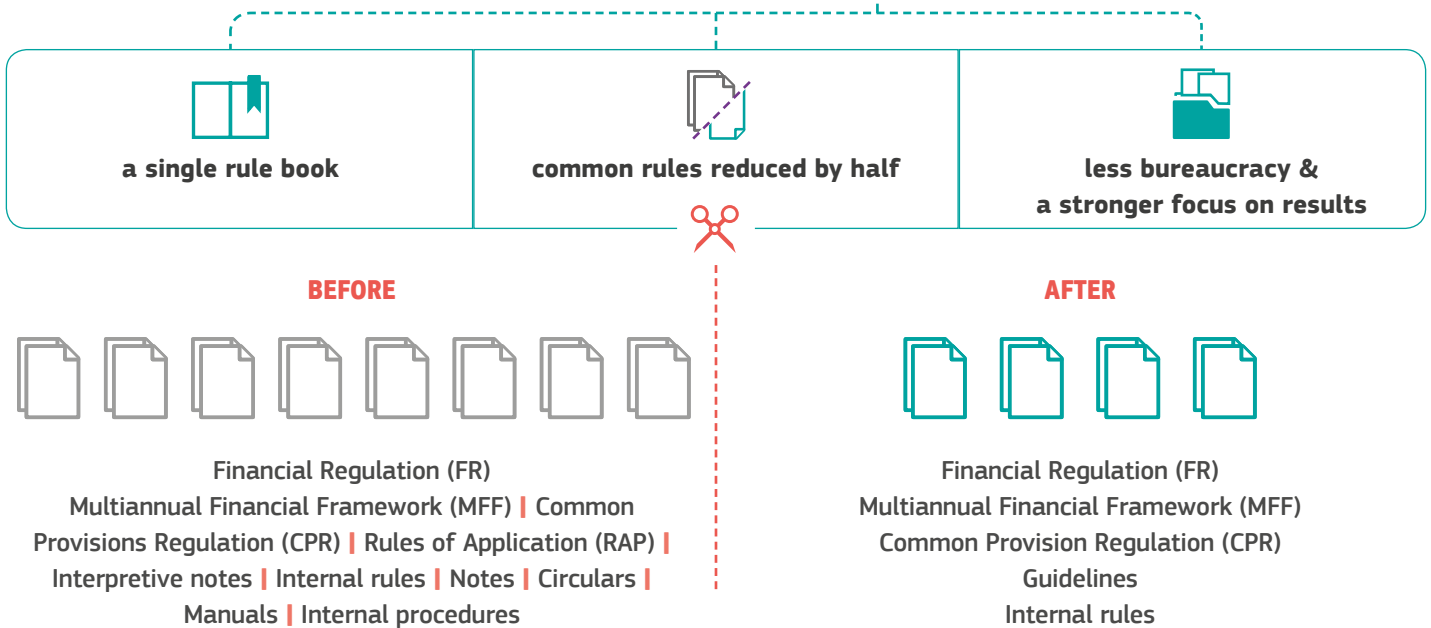 a single rule book
common rules reduced by half
less bureaucracy &
a stronger focus on results
BEFORE
Financial Regulation (FR)
Multiannual Financial Framework (MFF) | Common
Provisions Regulation (CPR) | Rules of Application (RAP) |
Interpretive notes | Internal rules | Notes | Circulars |
Manuals | Internal procedures
AFTER
Financial Regulation (FR)
Multiannual Financial Framework (MFF)
Common Provision Regulation (CPR)
Guidelines
Internal rules